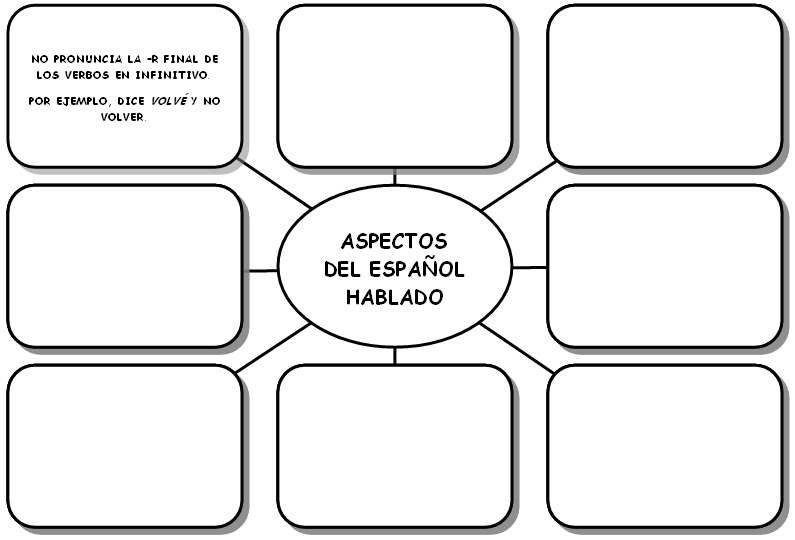 NO PRONUNCIA LA -R FINAL DE
LOS VERBOS EN INFINITIVO.
POR EJEMPLO, DICE VOLVÉ Y NO
VOLVER.
ASPECTOS
DEL ESPAÑOL
HABLADO